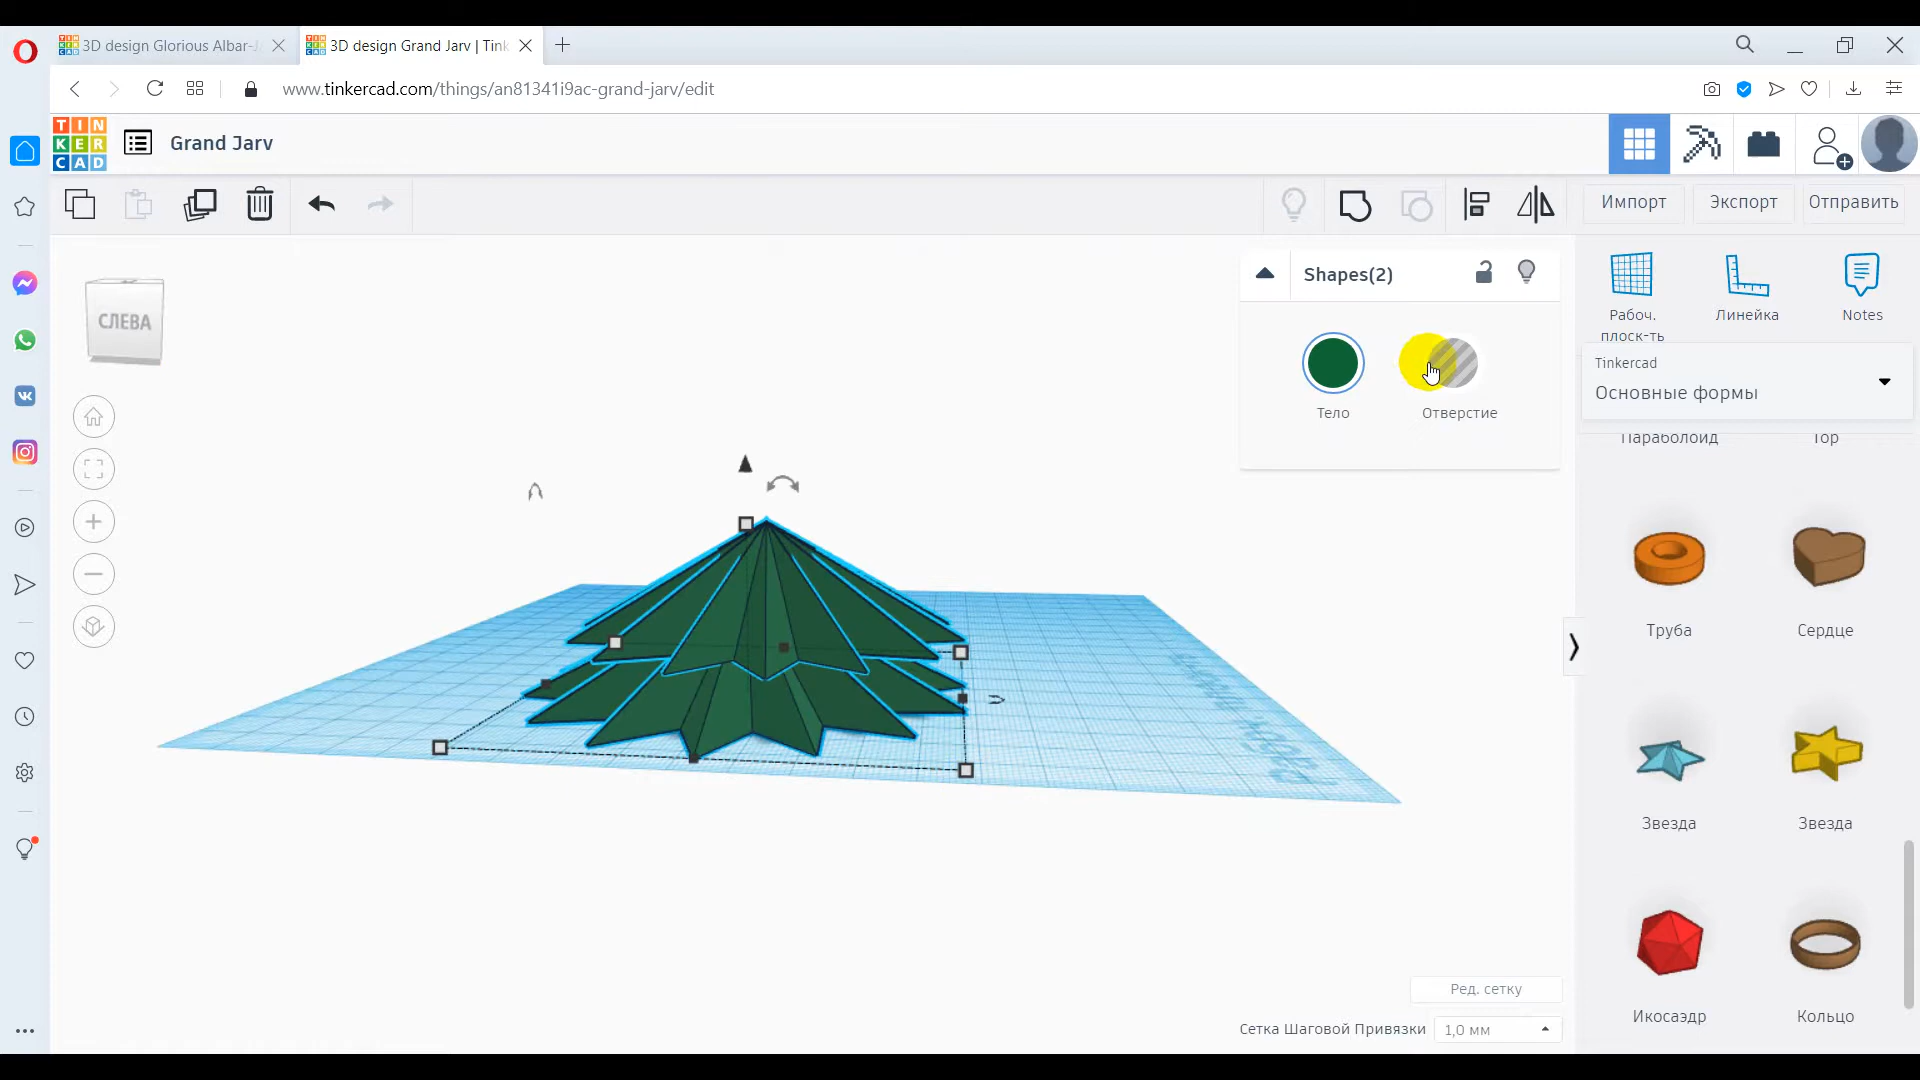 3D design Glorious Albar-J
3D design Grand Jarv | Tink
www.tinkercad.com/things/an81341i9ac-grand-jarv/edit
TIN
KER
CAD
Grand Jarv
Импорт
Экспорт
Отправить
СЛЕВА
Shapes(2)
Тело
Отверстие
Рабоч.
плоск-ть
Линейка
Notes
Tinkercad
Основные формы
Параболоид
Тор
Труба
Сердце
Звезда
Звезда
Икосаэдр
Кольцо
Ред. сетку
Сетка Шаговой Привязки
1,0 мм